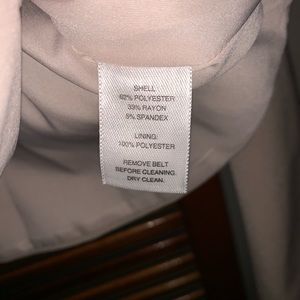 SHELL
62% POLYESTER
33% RAYON
5% SPANDEX
LINING:
100% POLYESTER
REMOVE BELT
BEFORE CLEANING.
DRY CLEAN.